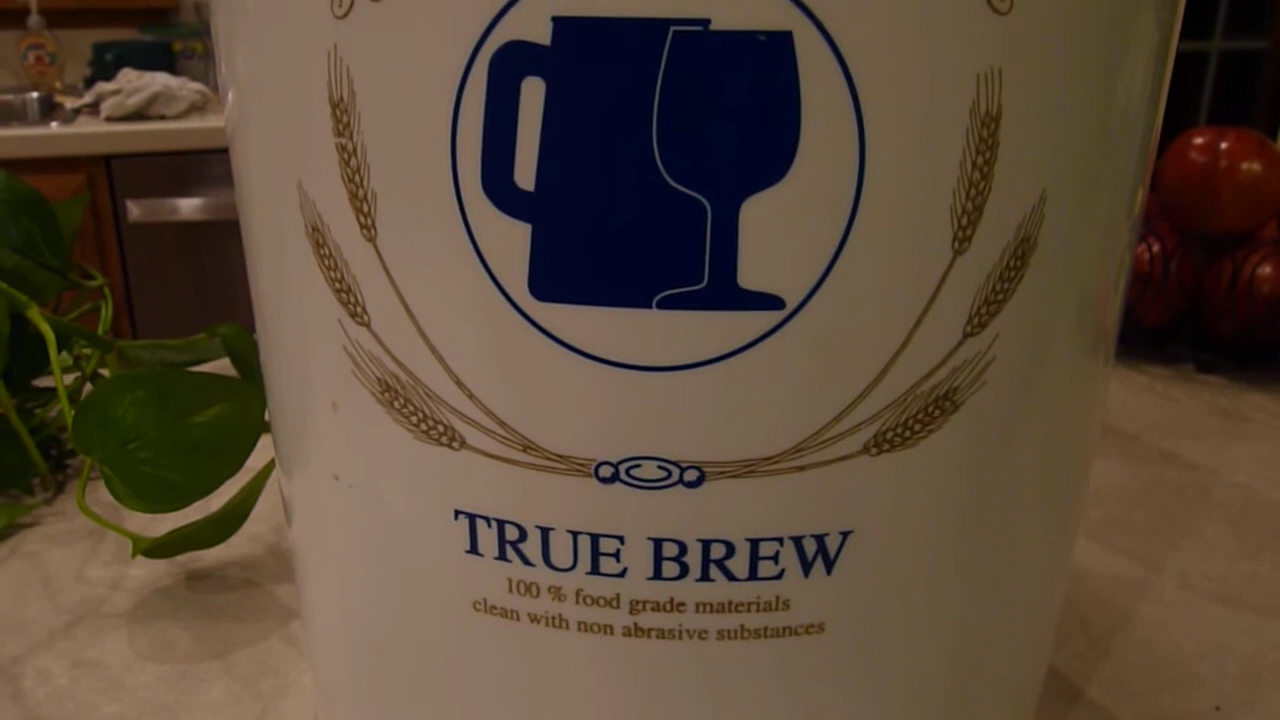 TRUE BREW
100 % food grade materials
clean with non abrasive substances